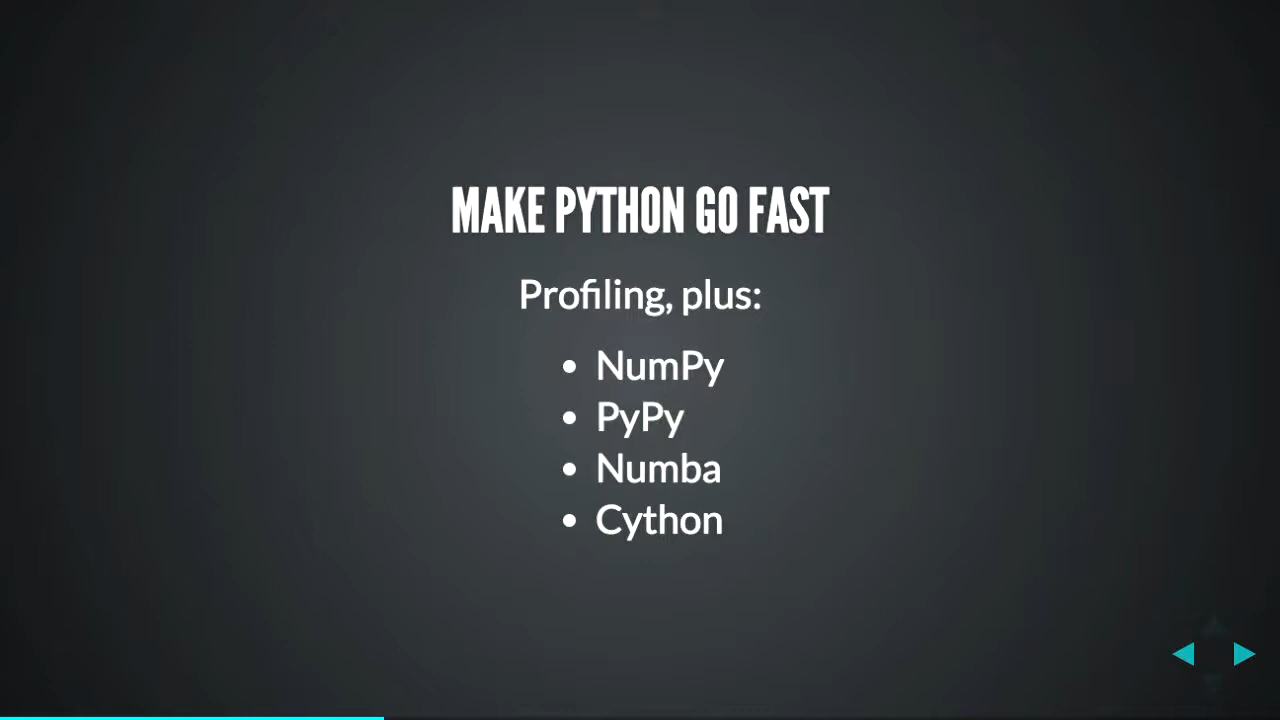 MAKE PYTHON GO FAST
Profiling, plus:
• NumPy
• PyPy
• Numba
• Cython